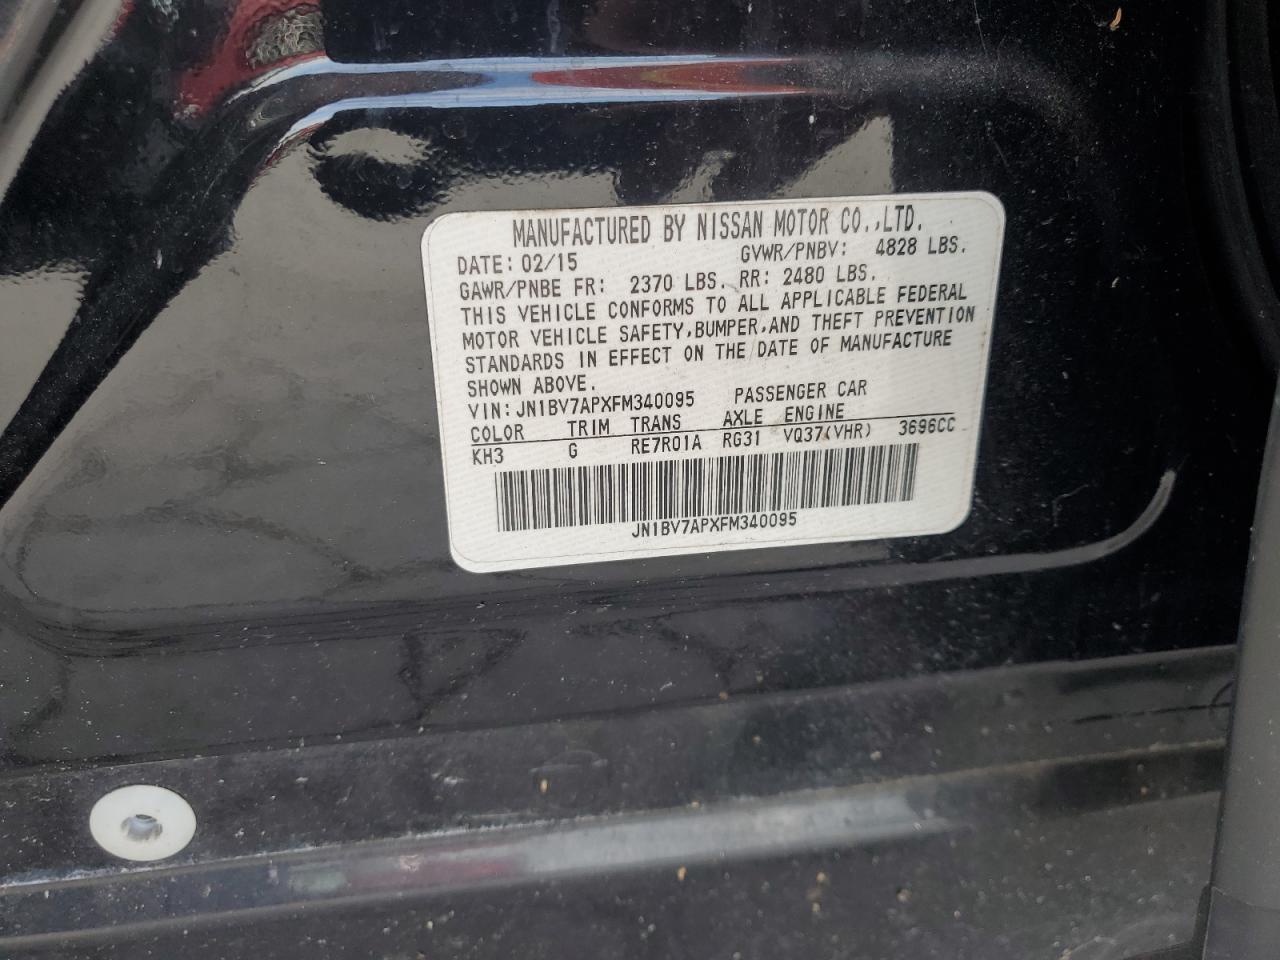 MANUFACTURED BY NISSAN MOTOR CO.,LTD.
DATE: 02/15 GVWR/PNBV: 4828 LBS.
GAWR/PNBE FR: 2370 LBS. RR: 2480 LBS.
THIS VEHICLE CONFORMS TO ALL APPLICABLE FEDERAL
MOTOR VEHICLE SAFETY,BUMPER,AND THEFT PREVENTION
STANDARDS IN EFFECT ON THE DATE OF MANUFACTURE
SHOWN ABOVE.
VIN: JN1BV7APXFM340095 PASSENGER CAR
COLOR TRIM TRANS AXLE ENGINE
KH3 G RE7R01A RG31 VQ37(VHR) 3696CC
JN1BV7APXFM340095